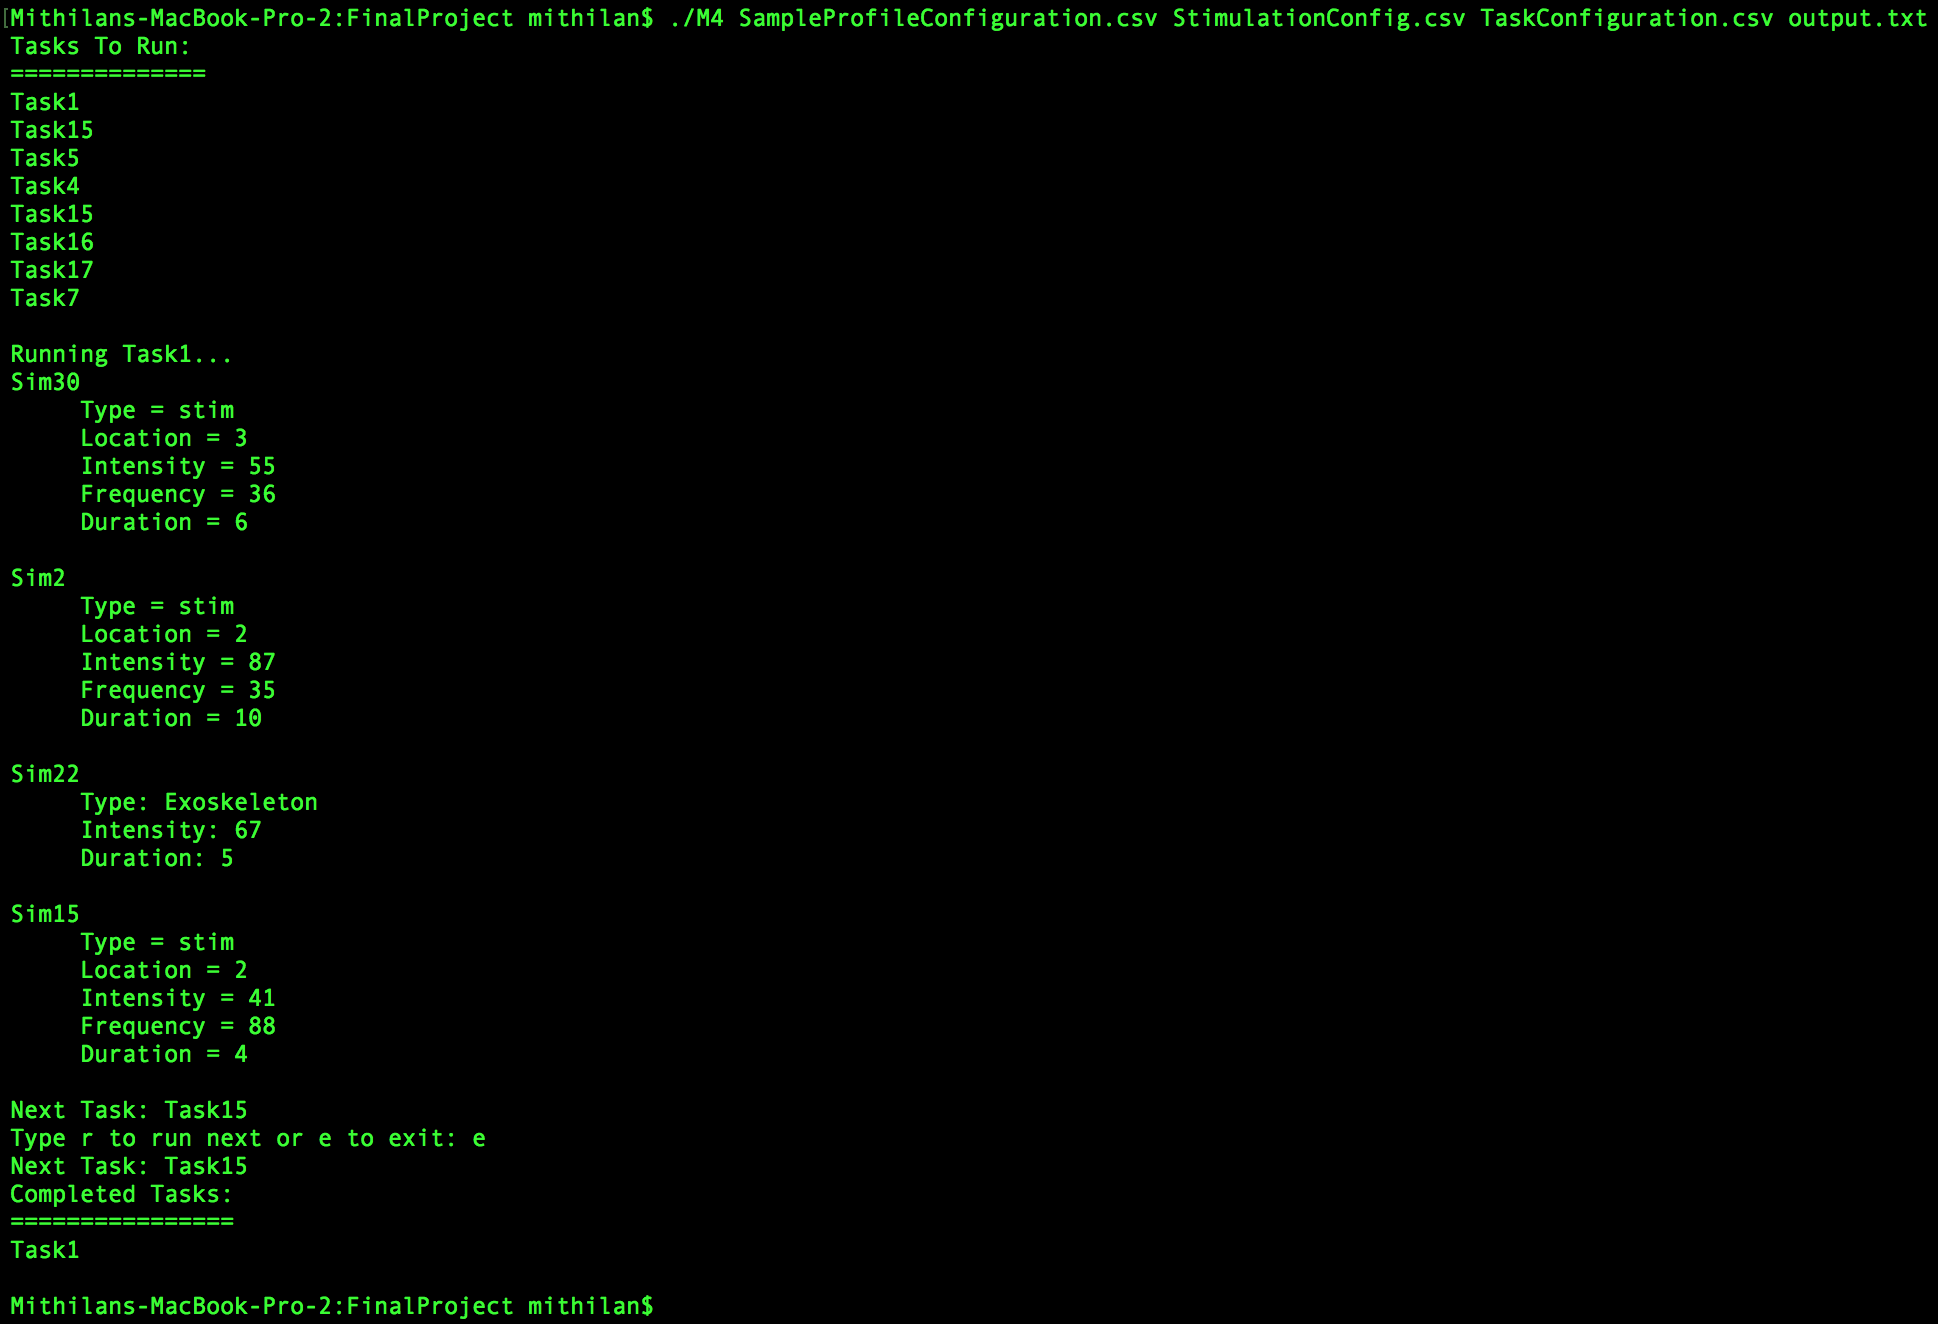 [Mithilans-MacBook-Pro-2:FinalProject mithilan$ ./M4 SampleProfileConfiguration.csv StimulationConfig.csv TaskConfiguration.csv output.txt
Tasks To Run:
==============
Task1
Task15
Task5
Task4
Task15
Task16
Task17
Task7

Running Task1...
Sim30
     Type = stim
     Location = 3
     Intensity = 55
     Frequency = 36
     Duration = 6

Sim2
     Type = stim
     Location = 2
     Intensity = 87
     Frequency = 35
     Duration = 10

Sim22
     Type: Exoskeleton
     Intensity: 67
     Duration: 5

Sim15
     Type = stim
     Location = 2
     Intensity = 41
     Frequency = 88
     Duration = 4

Next Task: Task15
Type r to run next or e to exit: e
Next Task: Task15
Completed Tasks:
================
Task1

Mithilans-MacBook-Pro-2:FinalProject mithilan$